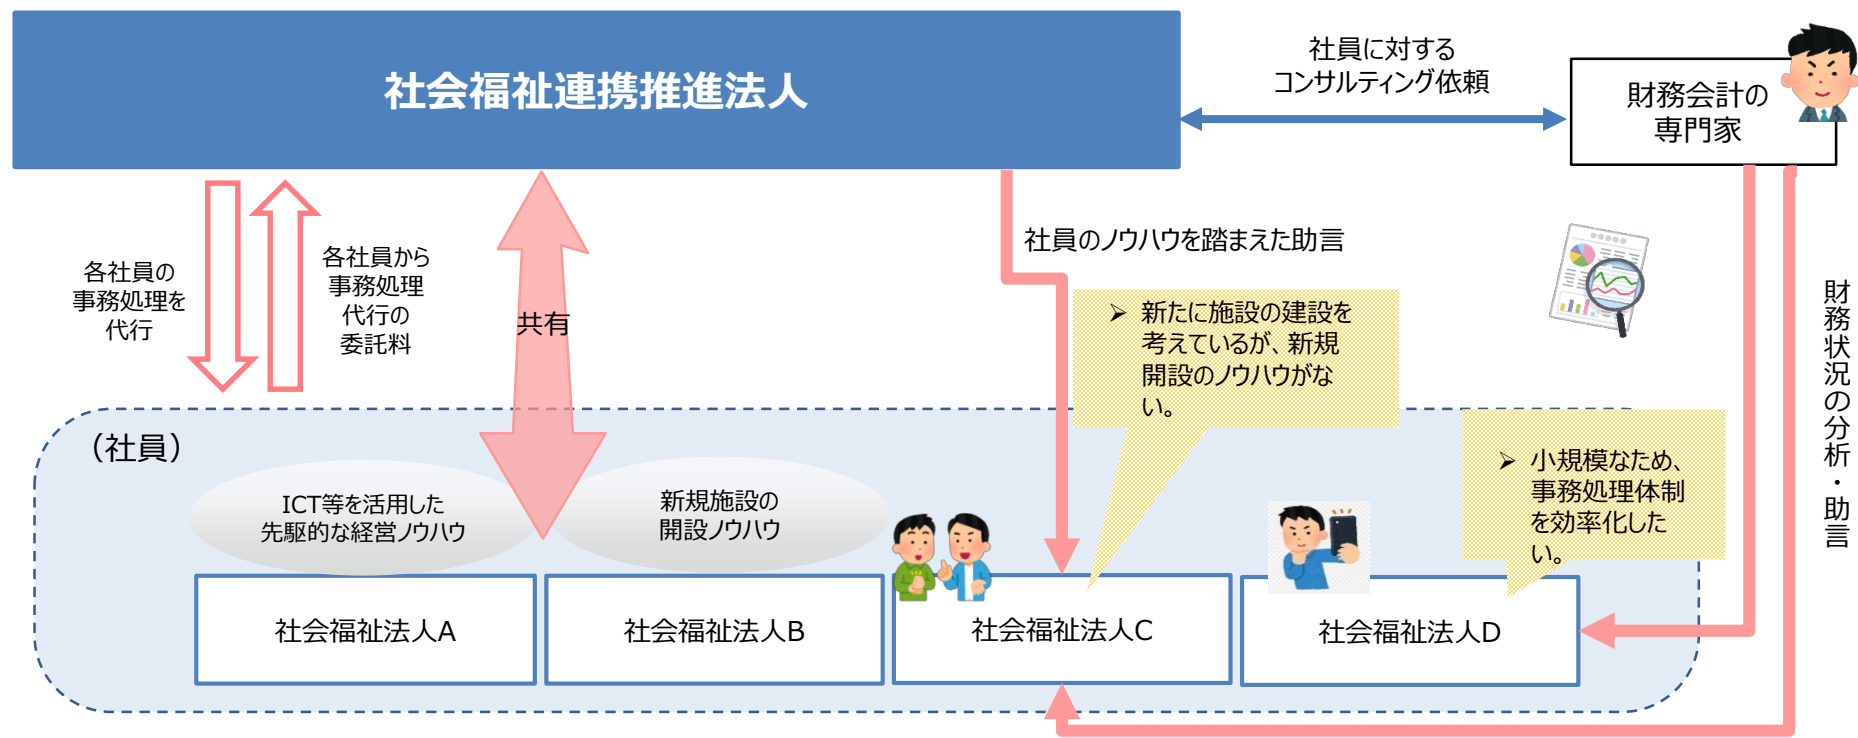 社会福祉連携推進法人
社員に対する
コンサルティング依頼
財務会計の
専門家
各社員の
事務処理を
代行
各社員から
事務処理
代行の
委託料
共有
社員のノウハウを踏まえた助言
➢ 新たに施設の建設を
考えているが、新規
開設のノウハウがな
い。
財務状況の分析・助言
（社員）
ICT等を活用した
先駆的な経営ノウハウ
新規施設の
開設ノウハウ
➢ 小規模なため、
事務処理体制
を効率化した
い。
社会福祉法人A
社会福祉法人B
社会福祉法人C
社会福祉法人D